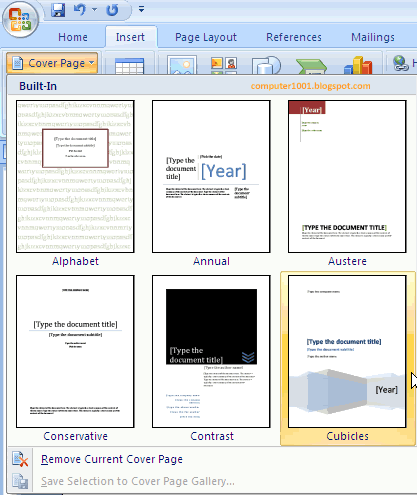 Home Insert Page Layout References Mailings
Cover Page
Built-In computer1001.blogspot.com
[Type the document title]
[Type the document subtitle]
[Type the
document
title]
[Year]
[TYPE THE DOCUMENT TITLE]
Alphabet Annual Austere
[Type the document title]
[Type the document subtitle]
[Type the document
title]
[Type the document title]
[Type the document subtitle]
[Year]
Conservative Contrast Cubicles
Remove Current Cover Page
Save Selection to Cover Page Gallery...